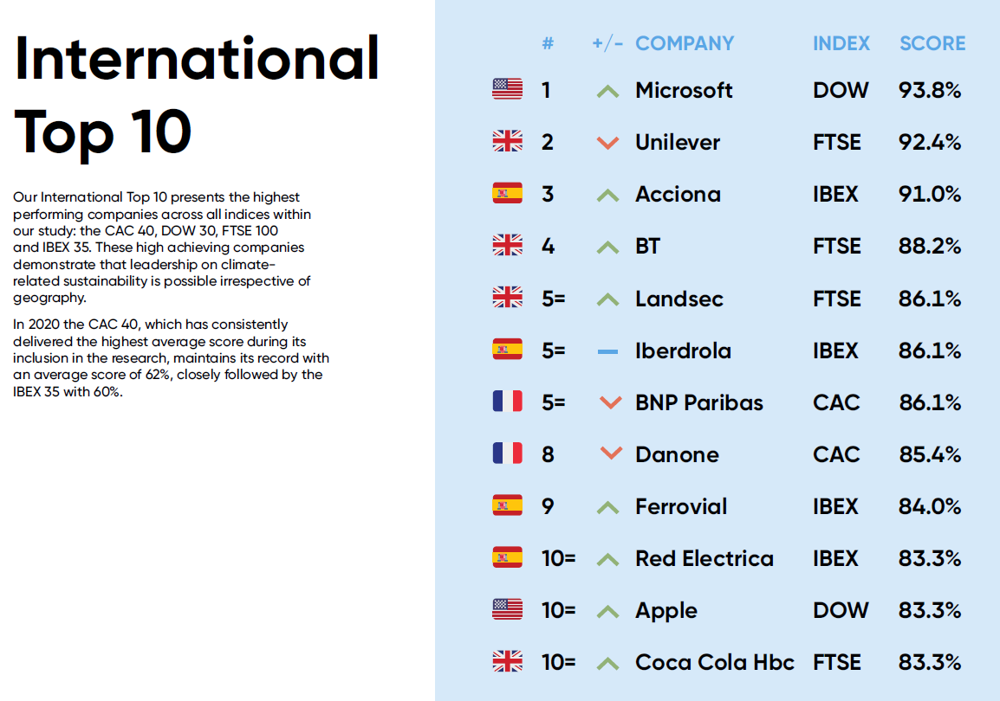 International
Top 10
Our International Top 10 presents the highest
performing companies across all indices within
our study: the CAC 40, DOW 30, FTSE 100
and IBEX 35. These high achieving companies
demonstrate that leadership on climate-
related sustainability is possible irrespective of
geography.
In 2020 the CAC 40, which has consistently
delivered the highest average score during its
inclusion in the research, maintains its record with
an average score of 62%, closely followed by the
IBEX 35 with 60%.
# +/- COMPANY INDEX SCORE
1 Microsoft DOW 93.8%
2 Unilever FTSE 92.4%
3 Acciona IBEX 91.0%
4 BT FTSE 88.2%
5= Landsec FTSE 86.1%
5= Iberdrola IBEX 86.1%
5= BNP Paribas CAC 86.1%
8 Danone CAC 85.4%
9 Ferrovial IBEX 84.0%
10= Red Electrica IBEX 83.3%
10= Apple DOW 83.3%
10= Coca Cola Hbc FTSE 83.3%